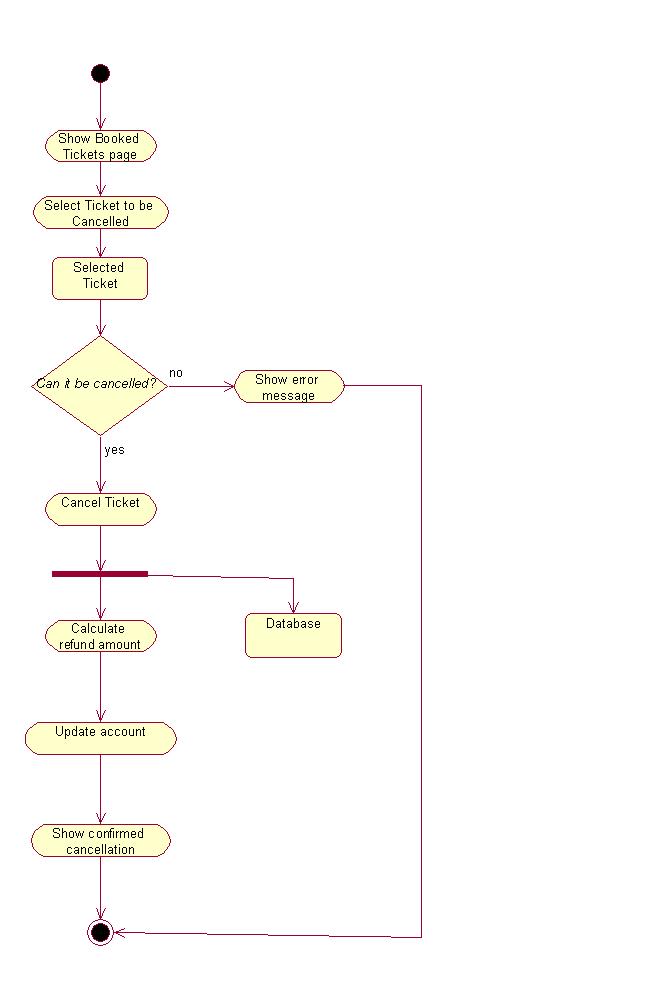 Show Booked
Tickets page
Select Ticket to be
Cancelled
Selected
Ticket
Can it be cancelled?
no
Show error
message
yes
Cancel Ticket
Calculate
refund amount
Database
Update account
Show confirmed
cancellation